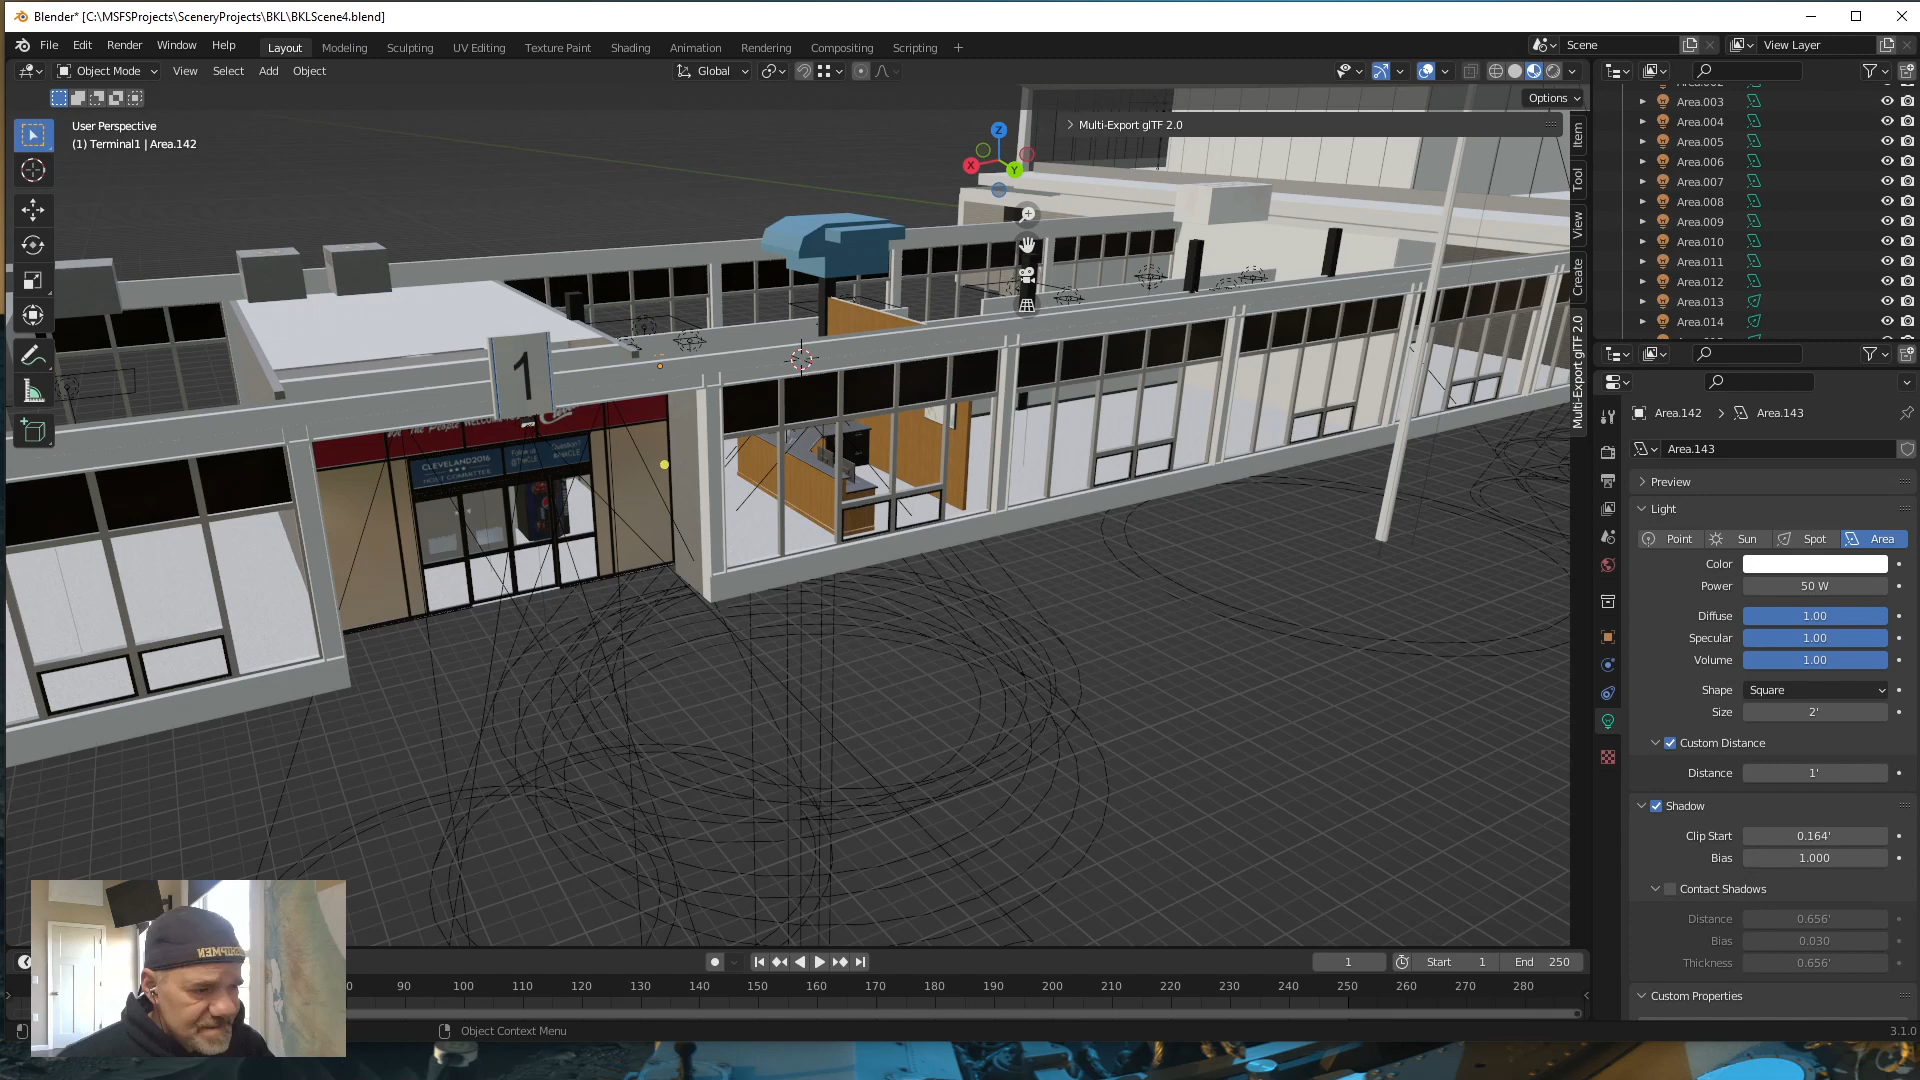 Blender* [C:\MSFSProjects\SceneryProjects\BKL\BKLScene4.blend]
File Edit Render Window Help Layout Modeling Sculpting UV Editing Texture Paint Shading Animation Rendering Compositing Scripting + Scene View Layer
Object Mode View Select Add Object Global
Options
User Perspective
(1) Terminal1 | Area.142
Multi-Export glTF 2.0
X
Y
Z
Item
Tool
View
Create
Multi-Export glTF 2.0
1
CLEVELAND2016
HOST COMMITTEE
Area.003
Area.004
Area.005
Area.006
Area.007
Area.008
Area.009
Area.010
Area.011
Area.012
Area.013
Area.014
Area.142 > Area.143
Area.143
Preview
Light
Point Sun Spot Area
Color
Power 50 W
Diffuse 1.00
Specular 1.00
Volume 1.00
Shape Square
Size 2'
Custom Distance
Distance 1'
Shadow
Clip Start 0.164'
Bias 1.000
Contact Shadows
Distance 0.656'
Bias 0.030
Thickness 0.656'
Custom Properties
1 Start 1 End 250
90 100 110 120 130 140 150 160 170 180 190 200 210 220 230 240 250 260 270 280
Object Context Menu
3.1.0